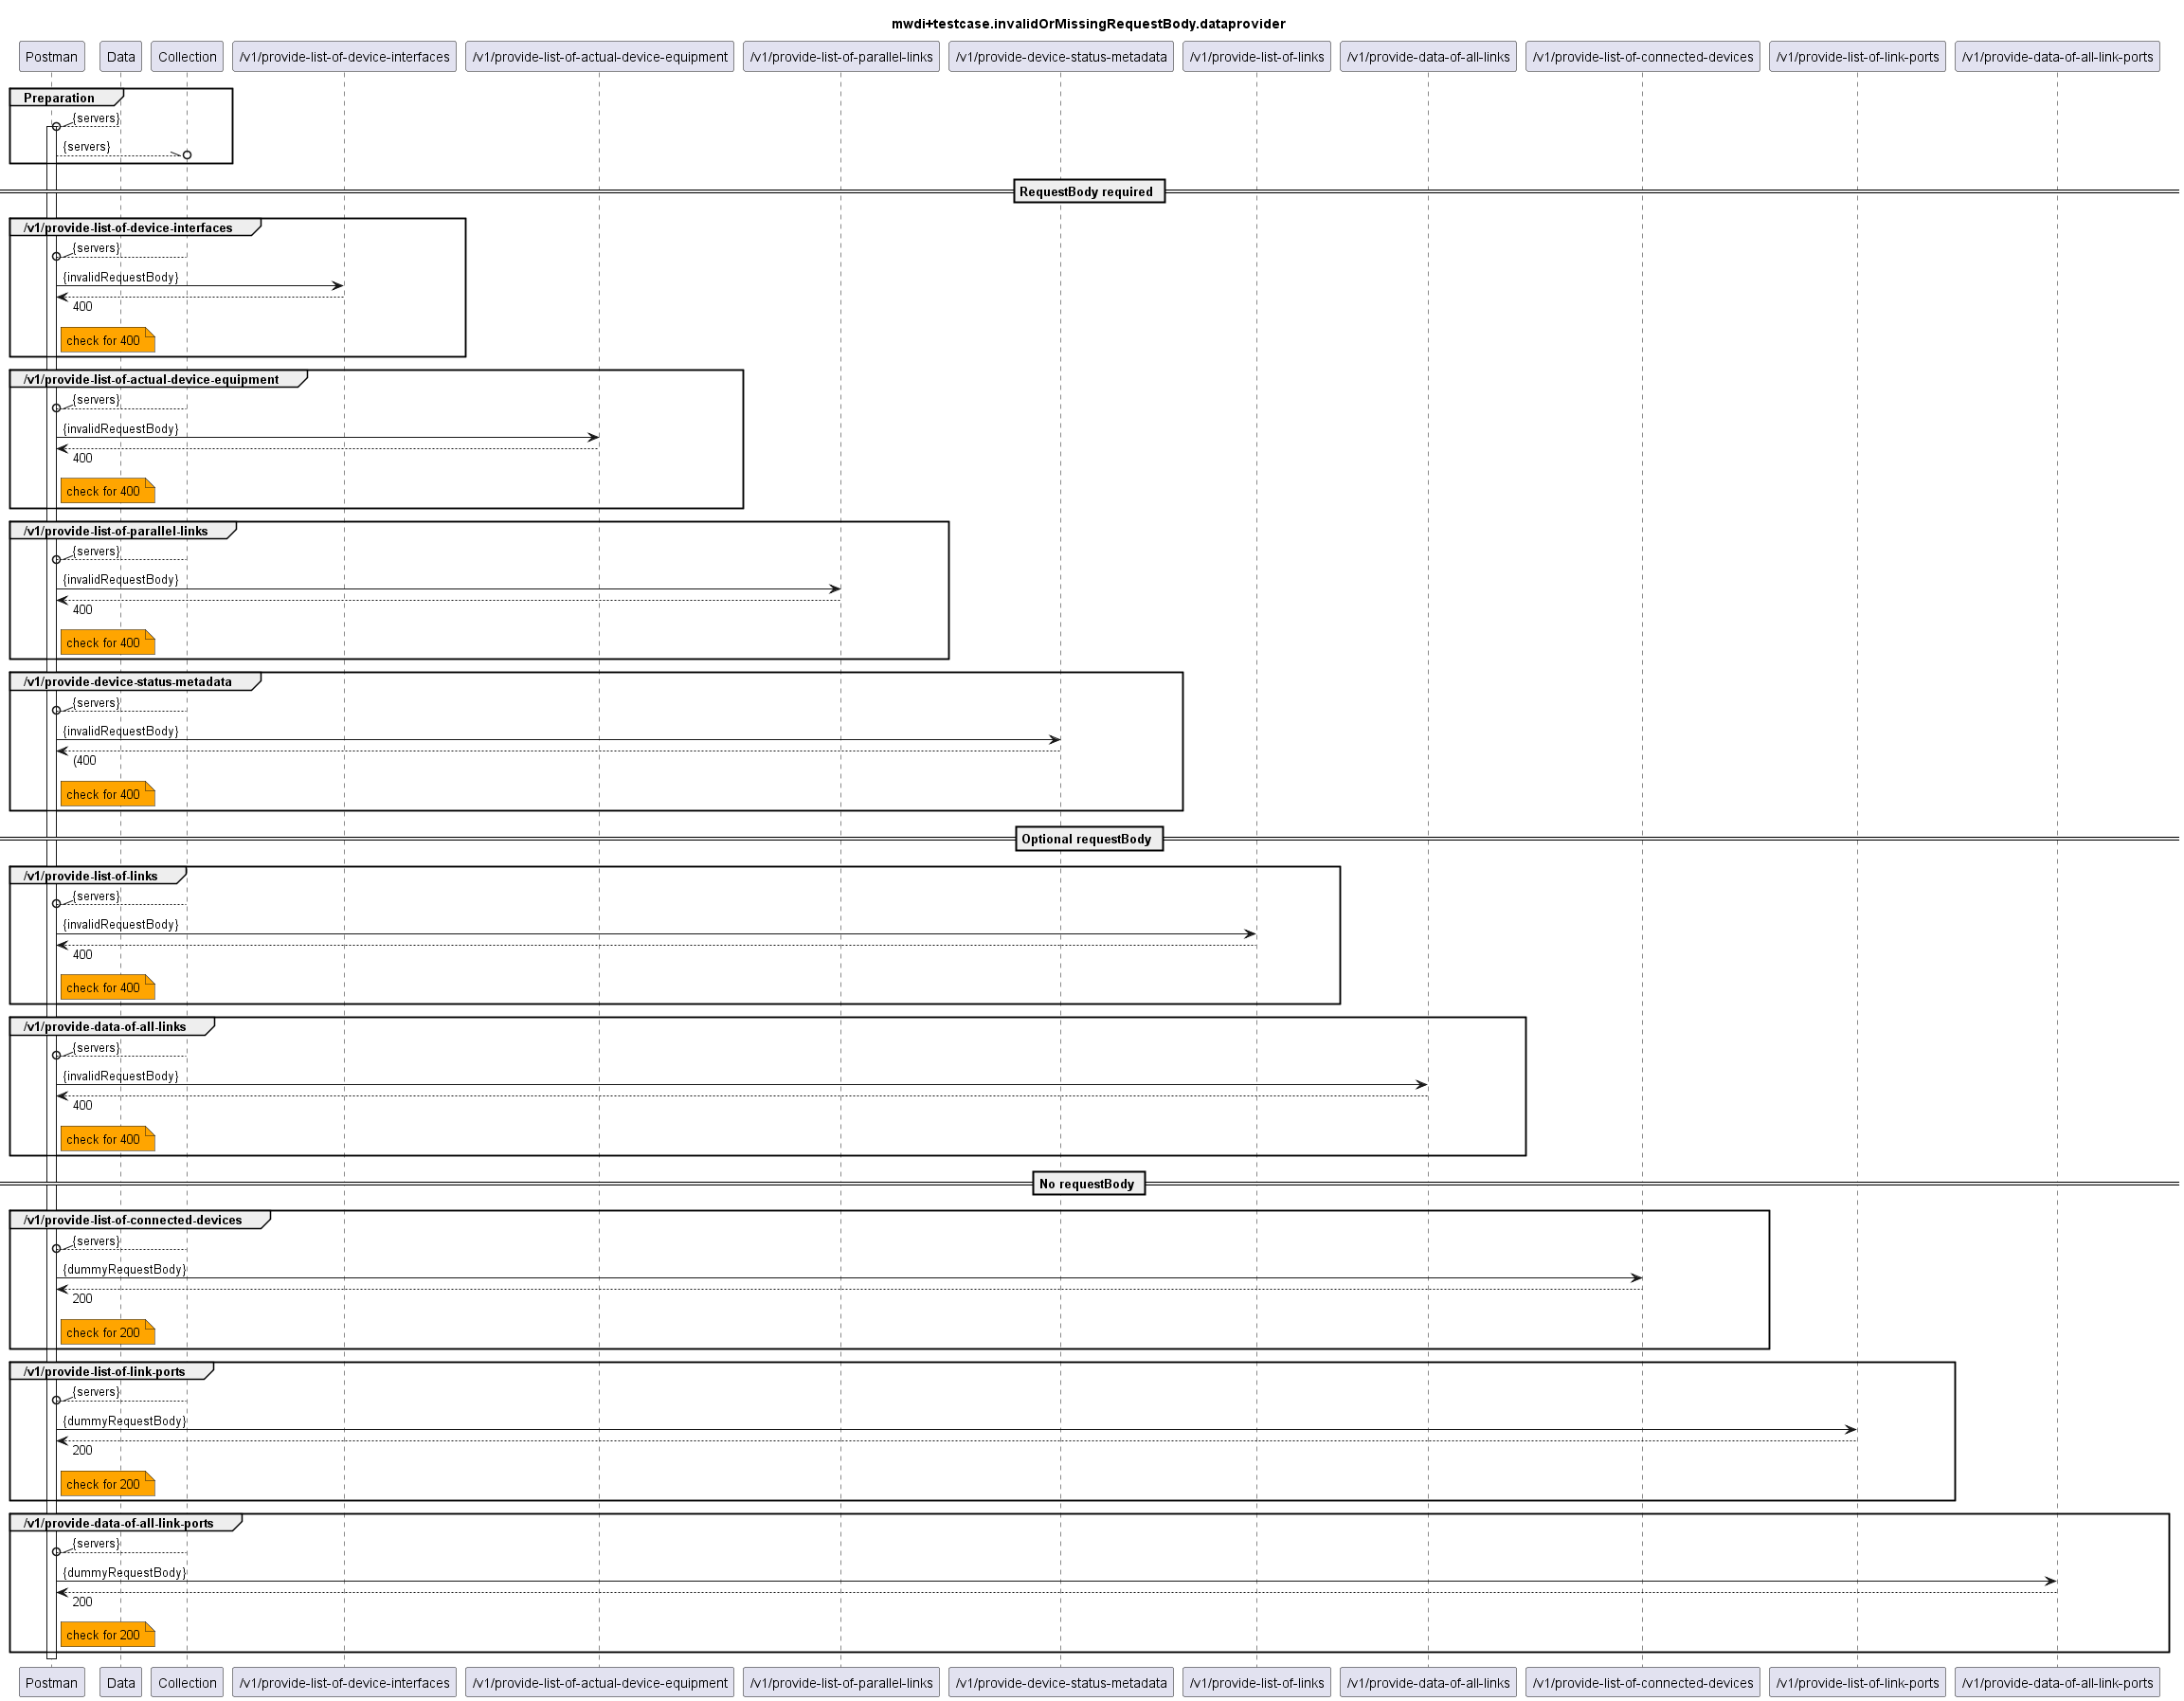 mwdi+testcase.invalidOrMissingRequestBody.dataprovider
Postman Data Collection /v1/provide-list-of-device-interfaces /v1/provide-list-of-actual-device-equipment /v1/provide-list-of-parallel-links /v1/provide-device-status-metadata /v1/provide-list-of-links /v1/provide-data-of-all-links /v1/provide-list-of-connected-devices /v1/provide-list-of-link-ports /v1/provide-data-of-all-link-ports
Preparation
{servers}
{servers}
RequestBody required
/v1/provide-list-of-device-interfaces
{servers}
{invalidRequestBody}
400
check for 400
/v1/provide-list-of-actual-device-equipment
{servers}
{invalidRequestBody}
400
check for 400
/v1/provide-list-of-parallel-links
{servers}
{invalidRequestBody}
400
check for 400
/v1/provide-device-status-metadata
{servers}
{invalidRequestBody}
(400
check for 400
Optional requestBody
/v1/provide-list-of-links
{servers}
{invalidRequestBody}
400
check for 400
/v1/provide-data-of-all-links
{servers}
{invalidRequestBody}
400
check for 400
No requestBody
/v1/provide-list-of-connected-devices
{servers}
{dummyRequestBody}
200
check for 200
/v1/provide-list-of-link-ports
{servers}
{dummyRequestBody}
200
check for 200
/v1/provide-data-of-all-link-ports
{servers}
{dummyRequestBody}
200
check for 200
Postman Data Collection /v1/provide-list-of-device-interfaces /v1/provide-list-of-actual-device-equipment /v1/provide-list-of-parallel-links /v1/provide-device-status-metadata /v1/provide-list-of-links /v1/provide-data-of-all-links /v1/provide-list-of-connected-devices /v1/provide-list-of-link-ports /v1/provide-data-of-all-link-ports